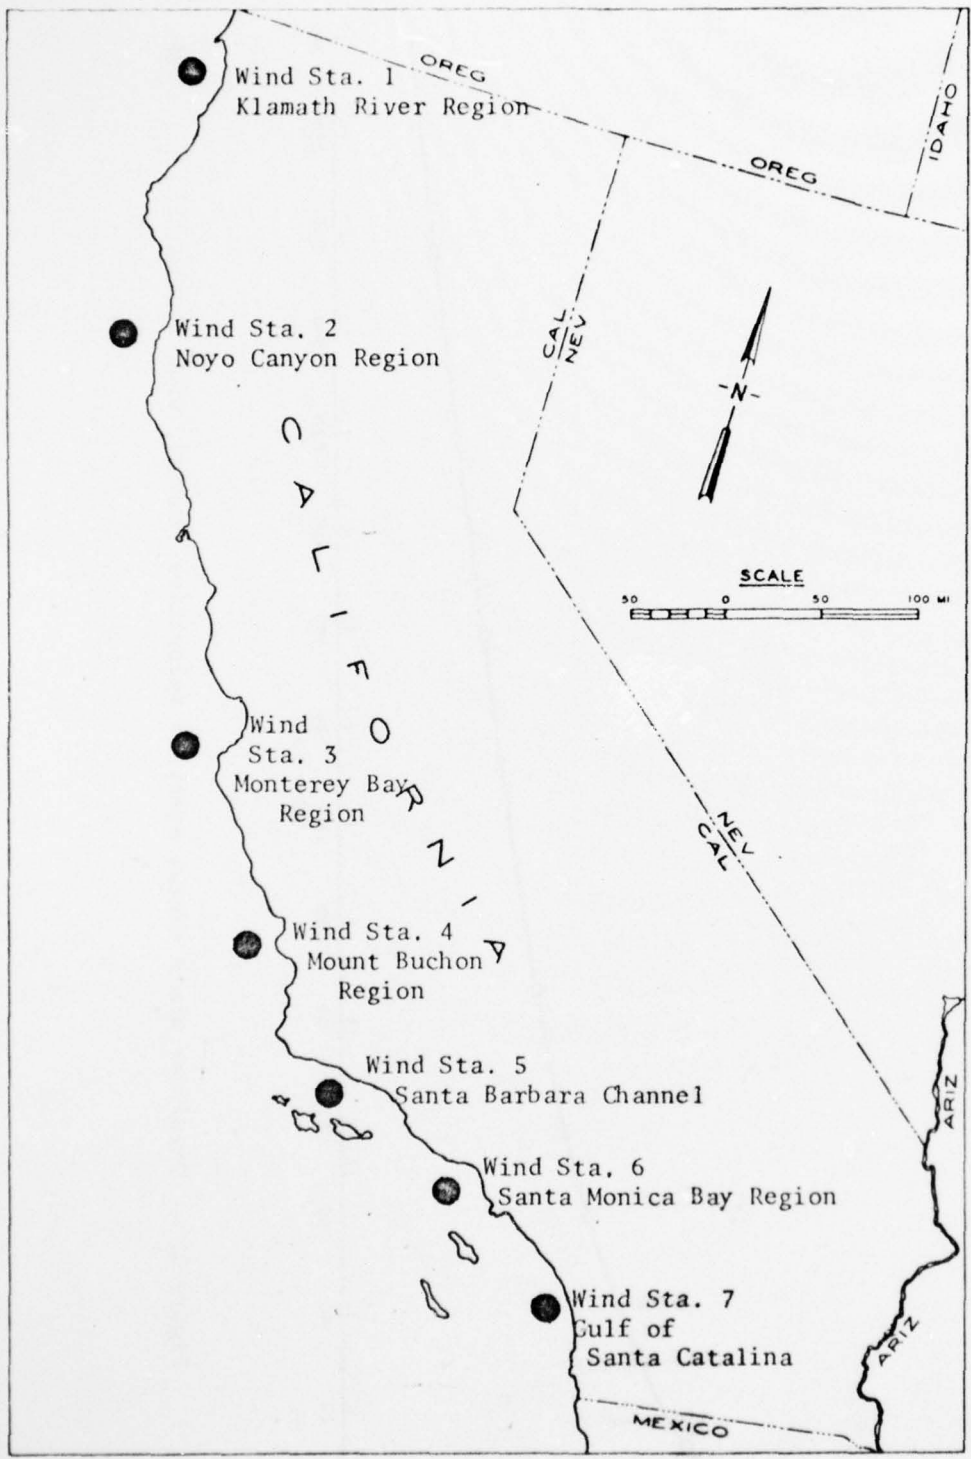 OREG
Wind Sta. 1
Klamath River Region
IDAHO
OREG
Wind Sta. 2
Noyo Canyon Region
CAL
NEV
-N-
CALIFORNIA
SCALE
50 0 50 100 MI
Wind
Sta. 3
Monterey Bay
Region
NEV
CAL
Wind Sta. 4
Mount Buchon
Region
Wind Sta. 5
Santa Barbara Channel
ARIZ
Wind Sta. 6
Santa Monica Bay Region
Wind Sta. 7
Gulf of
Santa Catalina
ARIZ
MEXICO